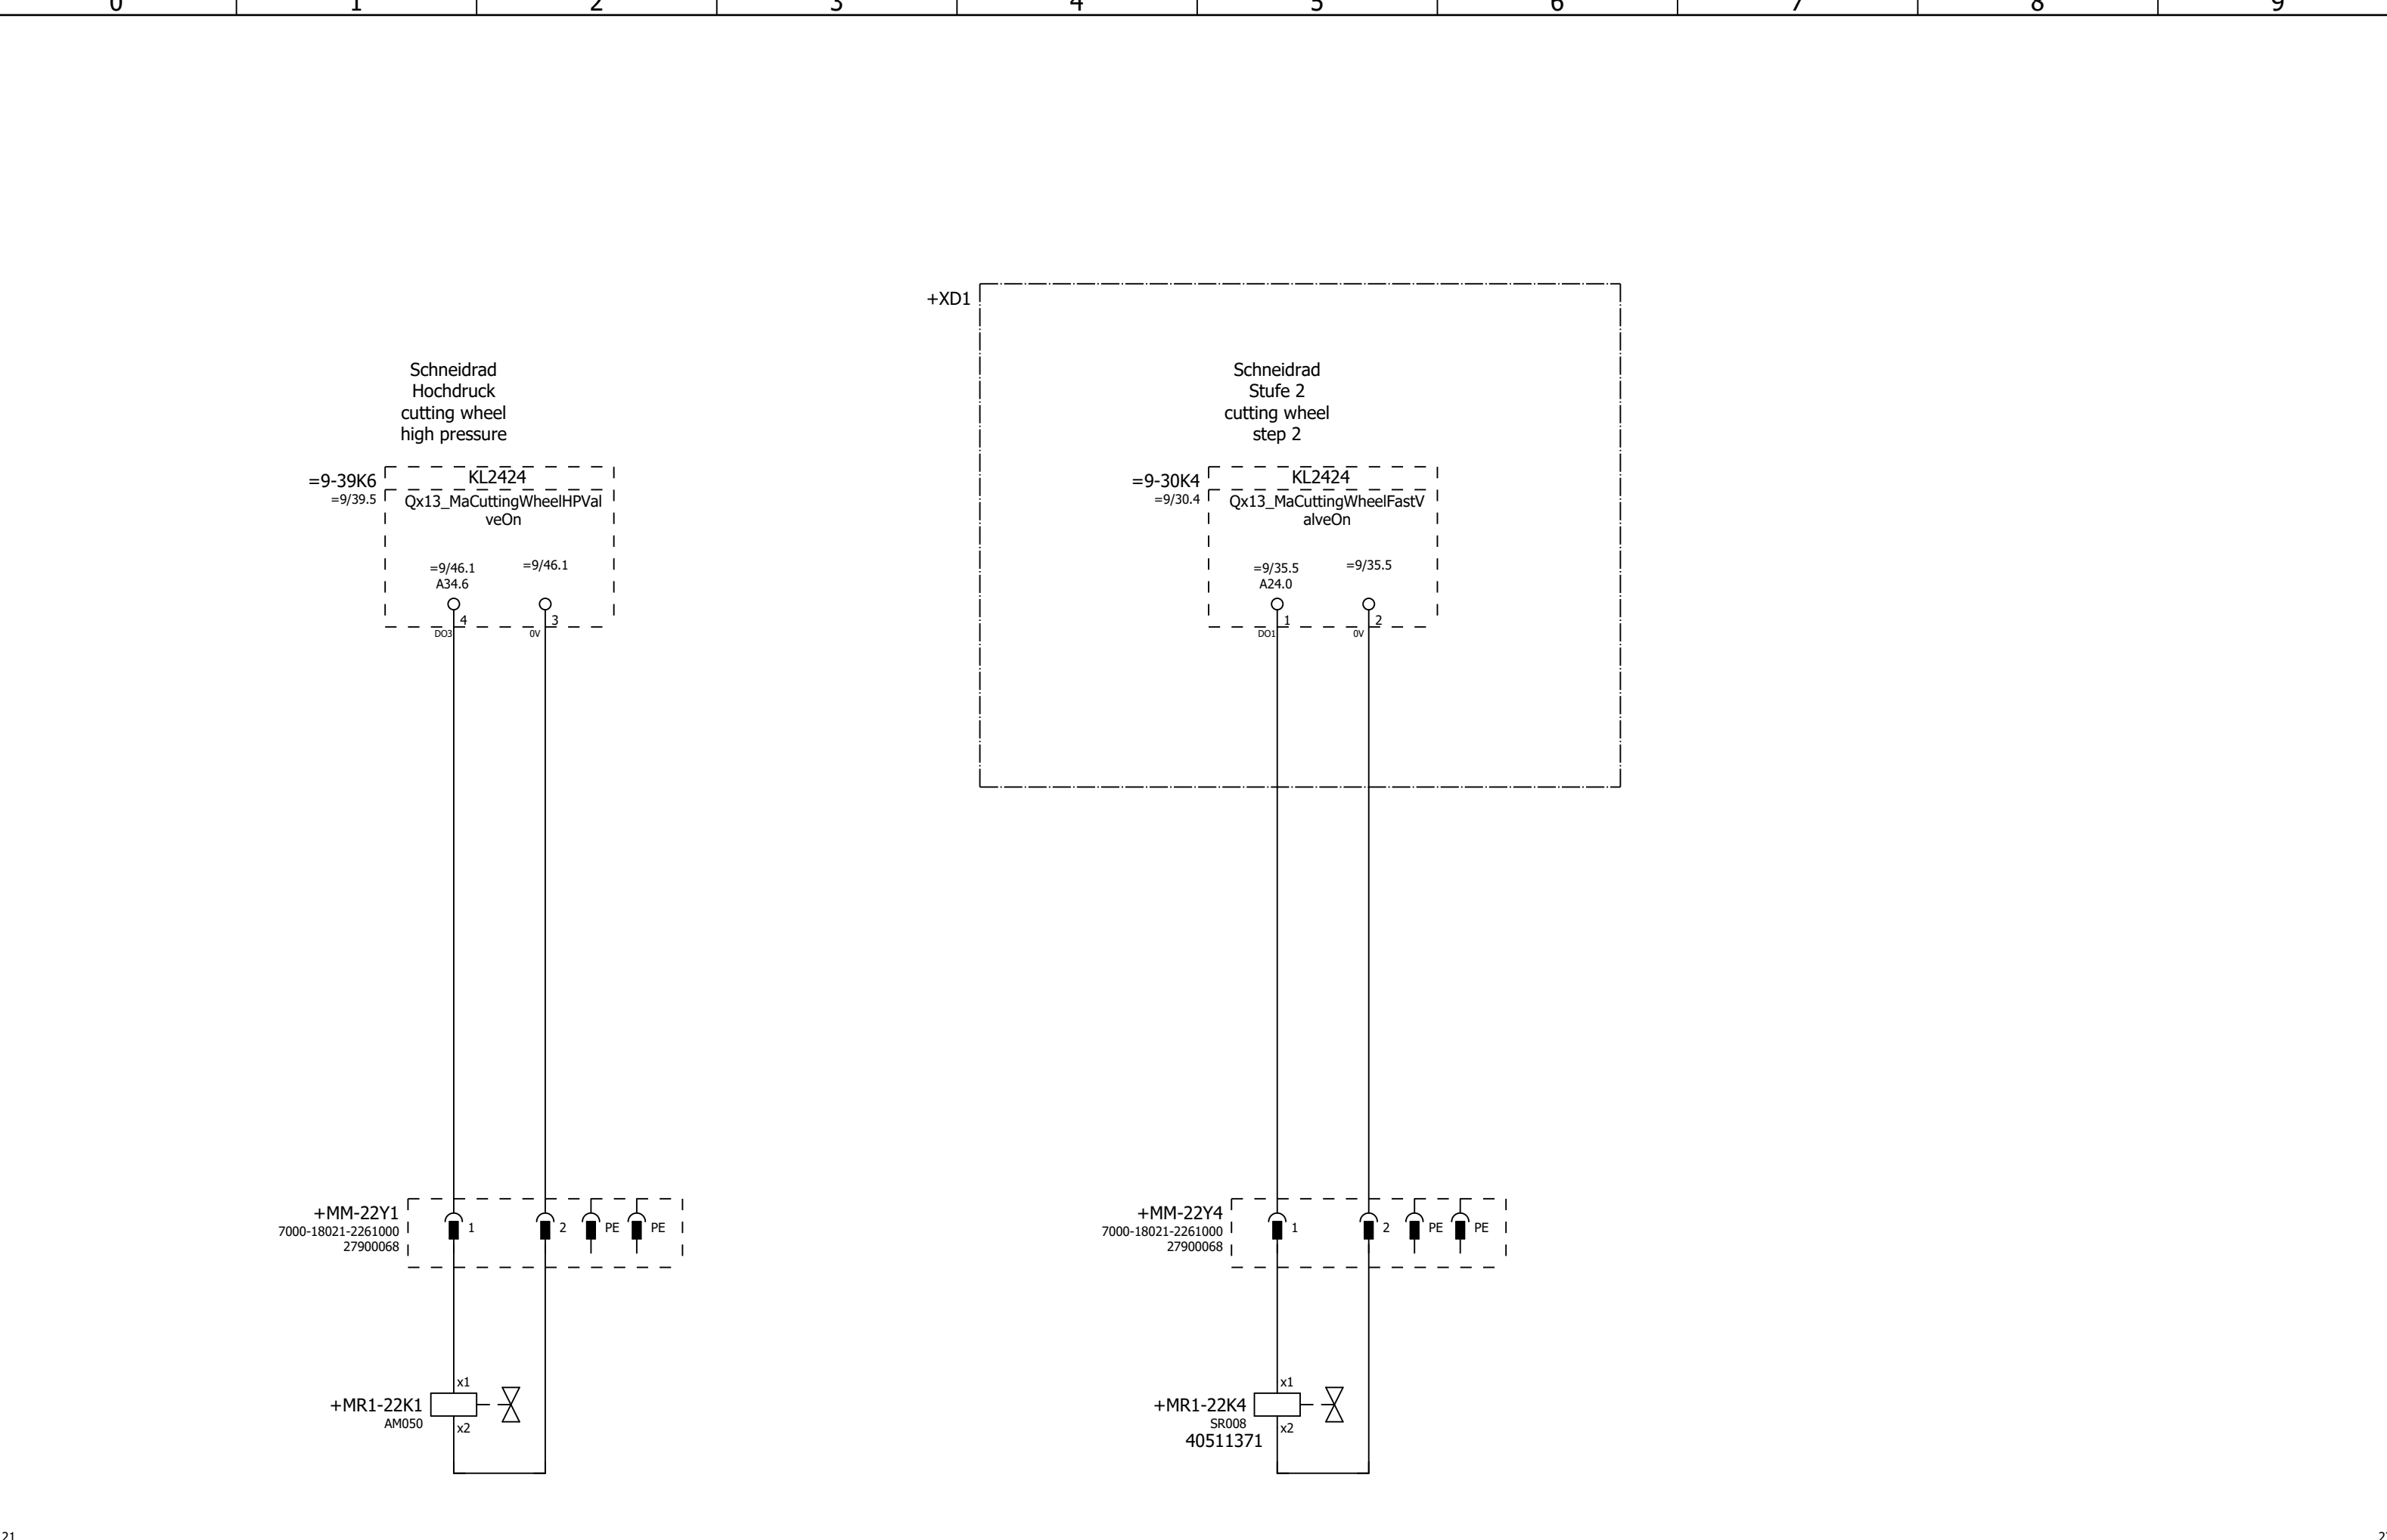 0 1 2 3 4 5 6 7 8 9
+XD1
Schneidrad
Hochdruck
cutting wheel
high pressure
=9-39K6
=9/39.5
KL2424
Qx13_MaCuttingWheelHPVal
veOn
=9/46.1 =9/46.1
A34.6
4 3
DO3 0V
Schneidrad
Stufe 2
cutting wheel
step 2
=9-30K4
=9/30.4
KL2424
Qx13_MaCuttingWheelFastV
alveOn
=9/35.5 =9/35.5
A24.0
1 2
DO1 0V
+MM-22Y1
7000-18021-2261000
27900068
1 2 PE PE
+MM-22Y4
7000-18021-2261000
27900068
1 2 PE PE
x1
+MR1-22K1
AM050
x2
x1
+MR1-22K4
SR008
x2
40511371
21